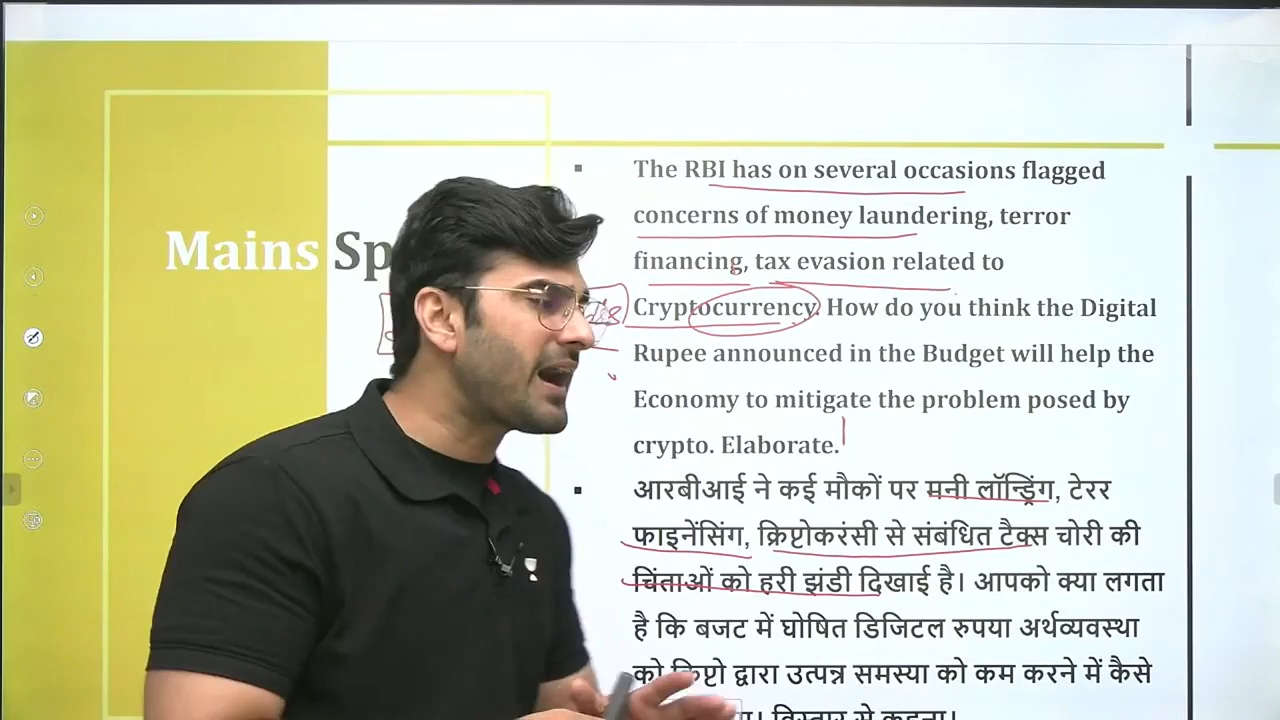 Mains Sp
The RBI has on several occasions flagged
concerns of money laundering, terror
financing, tax evasion related to
Cryptocurrency. How do you think the Digital
Rupee announced in the Budget will help the
Economy to mitigate the problem posed by
crypto. Elaborate.
आरबीआई ने कई मौकों पर मनी लॉन्ड्रिंग, टेरर
फाइनेंसिंग, क्रिप्टोकरंसी से संबंधित टैक्स चोरी की
चिंताओं को हरी झंडी दिखाई है। आपको क्या लगता
है कि बजट में घोषित डिजिटल रुपया अर्थव्यवस्था
को क्रिप्टो द्वारा उत्पन्न समस्या को कम करने में कैसे
विस्तार से कहना।